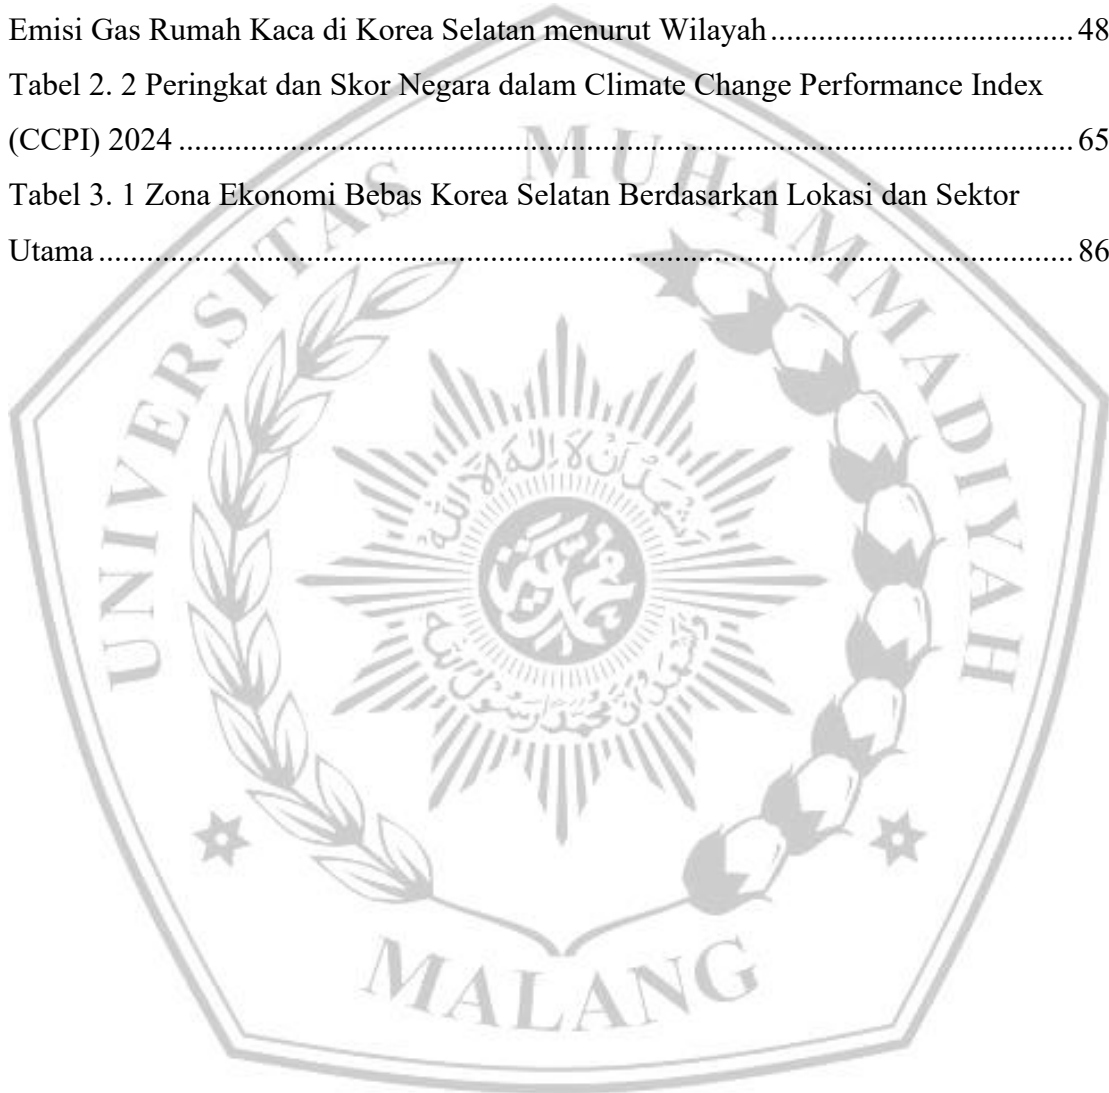 Emisi Gas Rumah Kaca di Korea Selatan menurut Wilayah ...................................... 48
Tabel 2. 2 Peringkat dan Skor Negara dalam Climate Change Performance Index
(CCPI) 2024 ................................................................................................................ 65
Tabel 3. 1 Zona Ekonomi Bebas Korea Selatan Berdasarkan Lokasi dan Sektor
Utama .......................................................................................................................... 86
UNIVERSITAS MUHAMMADIYAH
MALANG